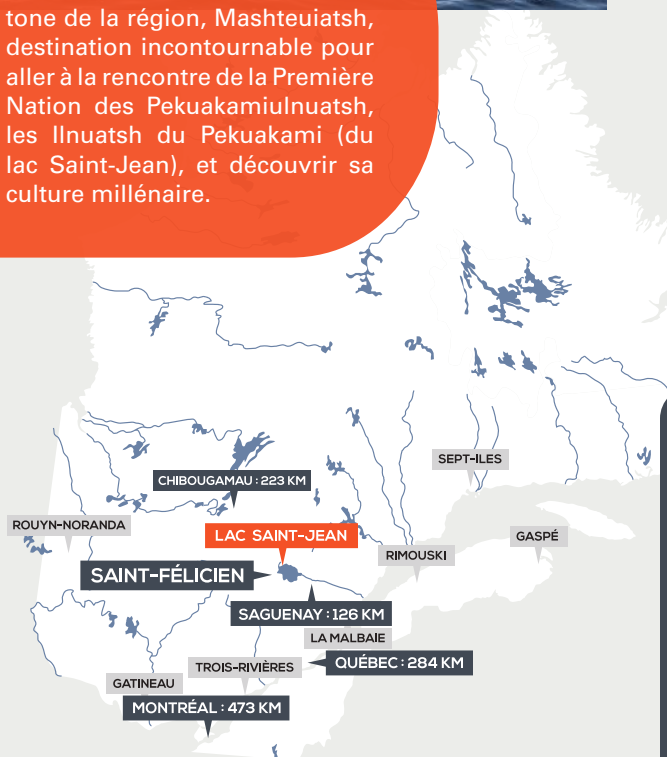 tone de la région, Mashteuiatsh,
destination incontournable pour
aller à la rencontre de la Première
Nation des Pekuakamiulnuatsh,
les Ilnuatsh du Pekuakami (du
lac Saint-Jean), et découvrir sa
culture millénaire.
SEPT-ILES
CHIBOUGAMAU : 223 KM
ROUYN-NORANDA
LAC SAINT-JEAN
GASPÉ
RIMOUSKI
SAINT-FÉLICIEN
SAGUENAY : 126 KM
LA MALBAIE
QUÉBEC : 284 KM
TROIS-RIVIÈRES
GATINEAU
MONTRÉAL : 473 KM